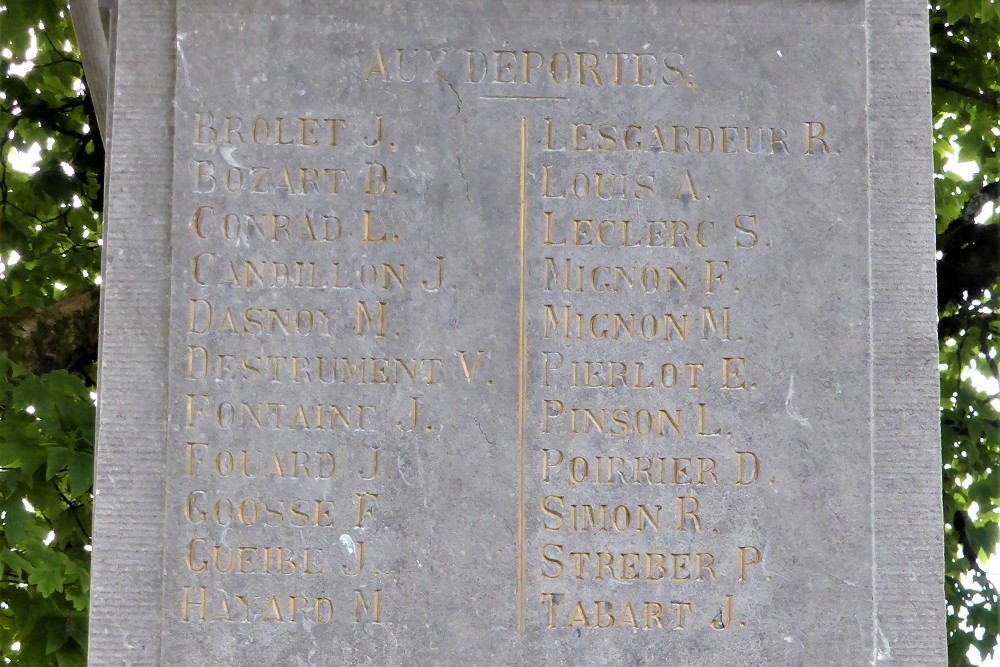 AUX DÉPORTÉS.
BROLET J.
BOZART D.
CONRAD L.
CANDILLON J.
DASNOY M.
DESTRUMENT V.
FONTAINE J.
FOUARD J.
GOOSSE F.
GUEIBE J.
HAYARD M.
LESGARDEUR R.
LOUIS A.
LECLERC S.
MIGNON F.
MIGNON M.
PIERLOT E.
PINSON L.
POIRRIER D.
SIMON R.
STREBER P.
TABART J.